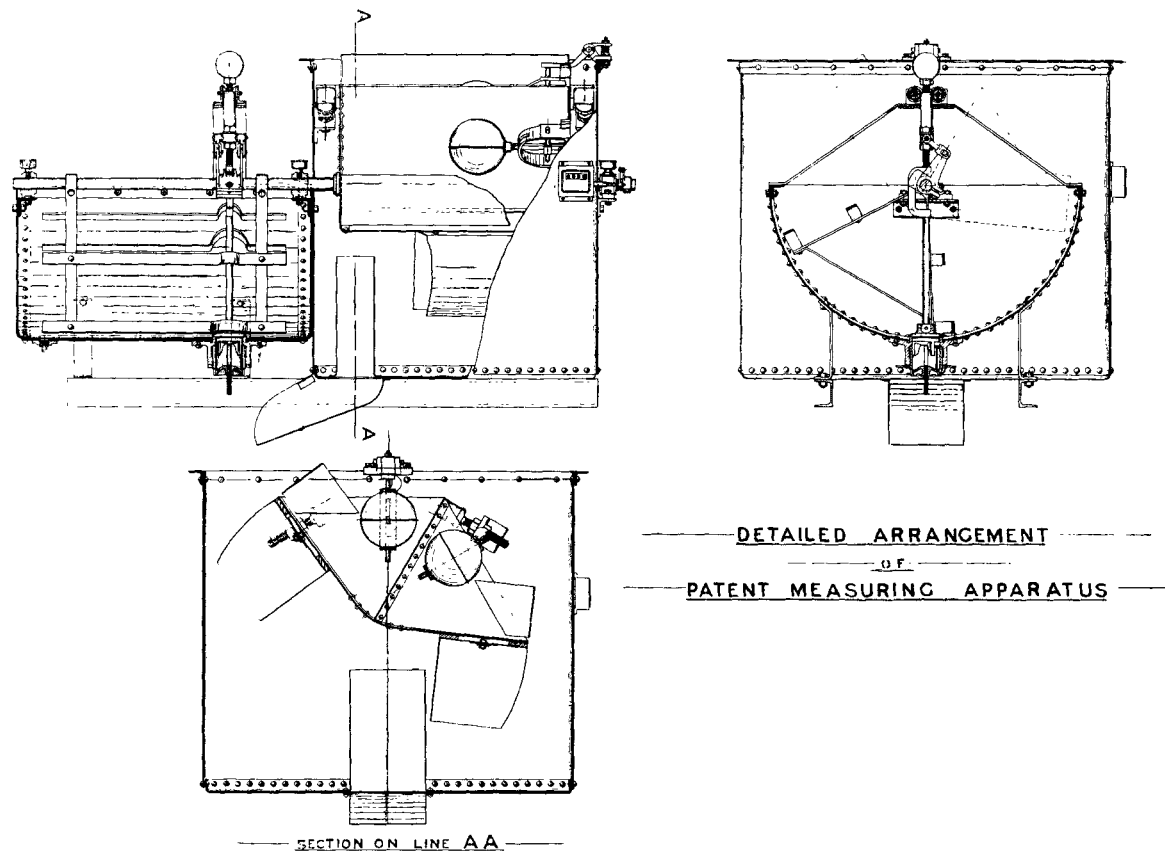 A
A
DETAILED ARRANGEMENT
OF
PATENT MEASURING APPARATUS
SECTION ON LINE AA